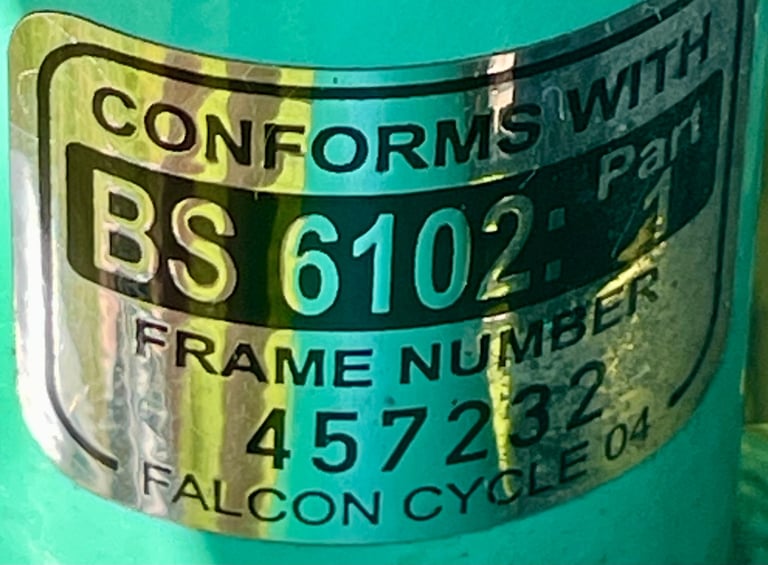 CONFORMS WITH
BS 6102: Part 1
FRAME NUMBER
457232
FALCON CYCLE 04